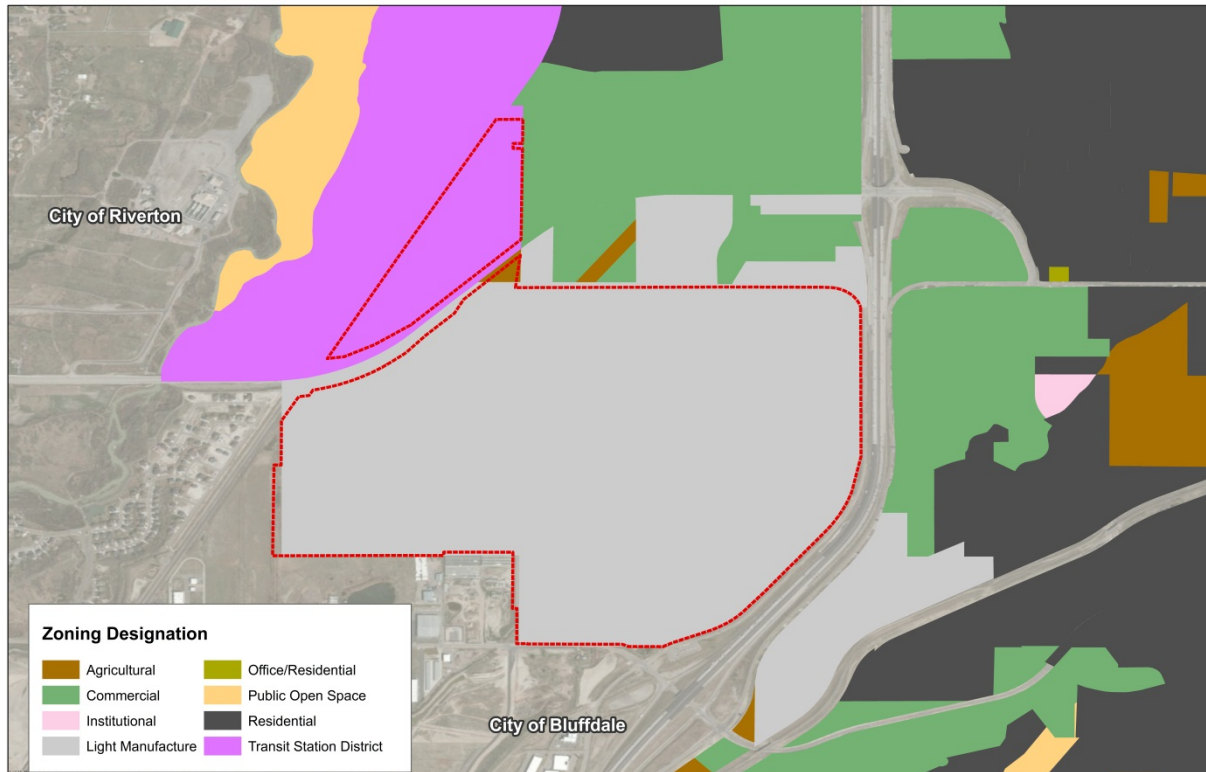 City of Riverton
Zoning Designation
Agricultural
Commercial
Institutional
Light Manufacture
Office/Residential
Public Open Space
Residential
Transit Station District
City of Bluffdale